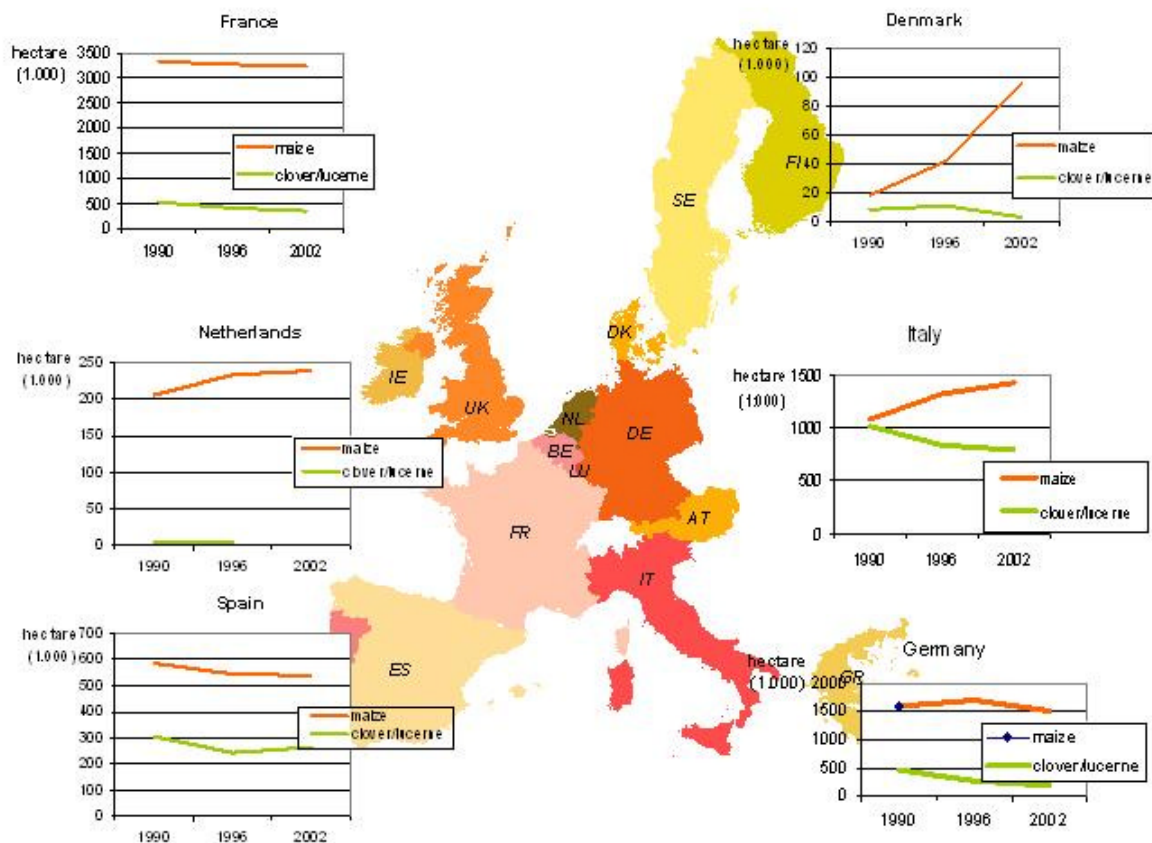 France
hectare
(1.000)
3500
3000
2500
2000
1500
1000
500
0
maize
clover/lucerne
1990
1996
2002
Denmark
hectare
(1.000)
120
100
80
60
40
20
0
maize
clover/lucerne
1990
1996
2002
FI
SE
Netherlands
hectare
(1.000)
250
200
150
100
50
0
maize
clover/lucerne
1990
1996
2002
DK
IE
UK
NL
DE
BE
LU
AT
FR
IT
Italy
hectare
(1.000)
1500
1000
500
0
maize
clover/lucerne
1990
1996
2002
Spain
hectare
(1.000)
700
600
500
400
300
200
100
0
maize
clover/lucerne
1990
1996
2002
ES
GR
Germany
hectare
(1.000)
2000
1500
1000
500
0
maize
clover/lucerne
1990
1996
2002